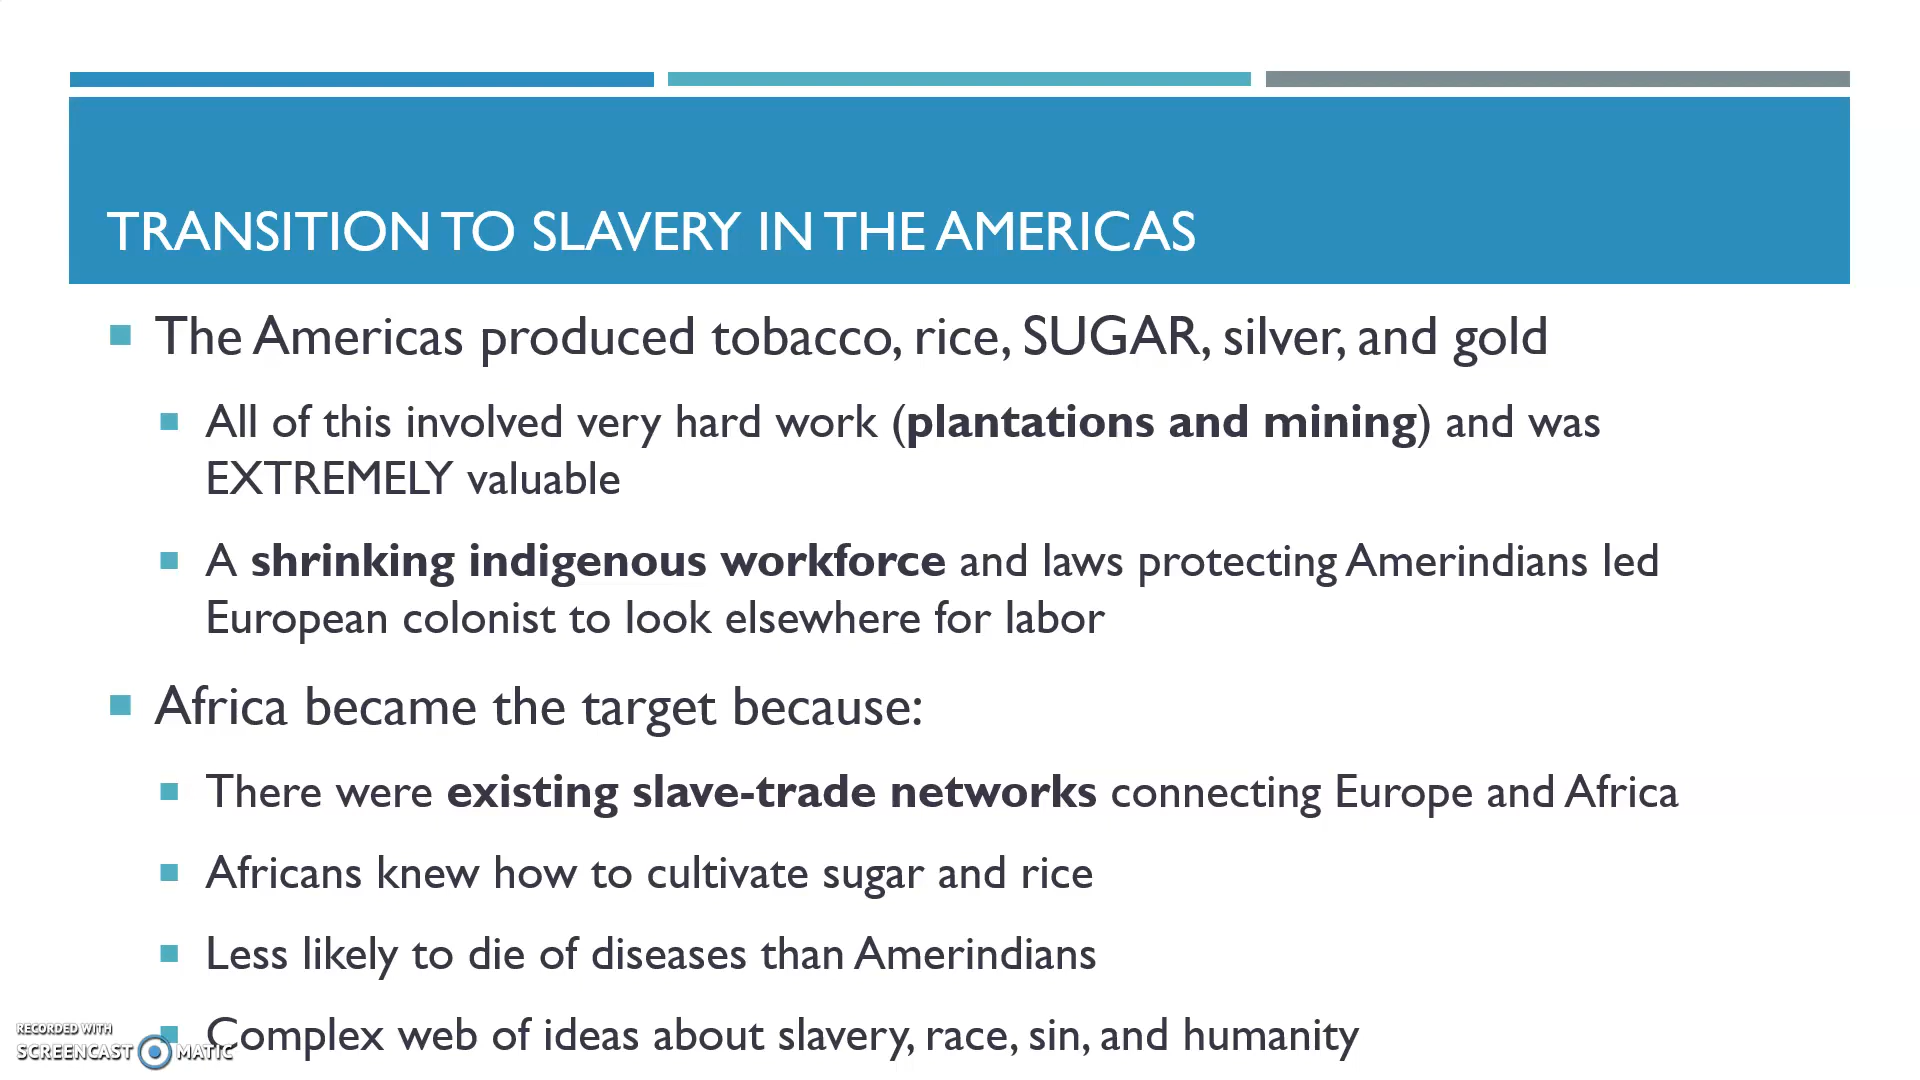 TRANSITION TO SLAVERY IN THE AMERICAS
The Americas produced tobacco, rice, SUGAR, silver, and gold
All of this involved very hard work (plantations and mining) and was
EXTREMELY valuable
A shrinking indigenous workforce and laws protecting Amerindians led
European colonist to look elsewhere for labor
Africa became the target because:
There were existing slave-trade networks connecting Europe and Africa
Africans knew how to cultivate sugar and rice
Less likely to die of diseases than Amerindians
Complex web of ideas about slavery, race, sin, and humanity
RECORDED WITH
SCREENCAST MATIC